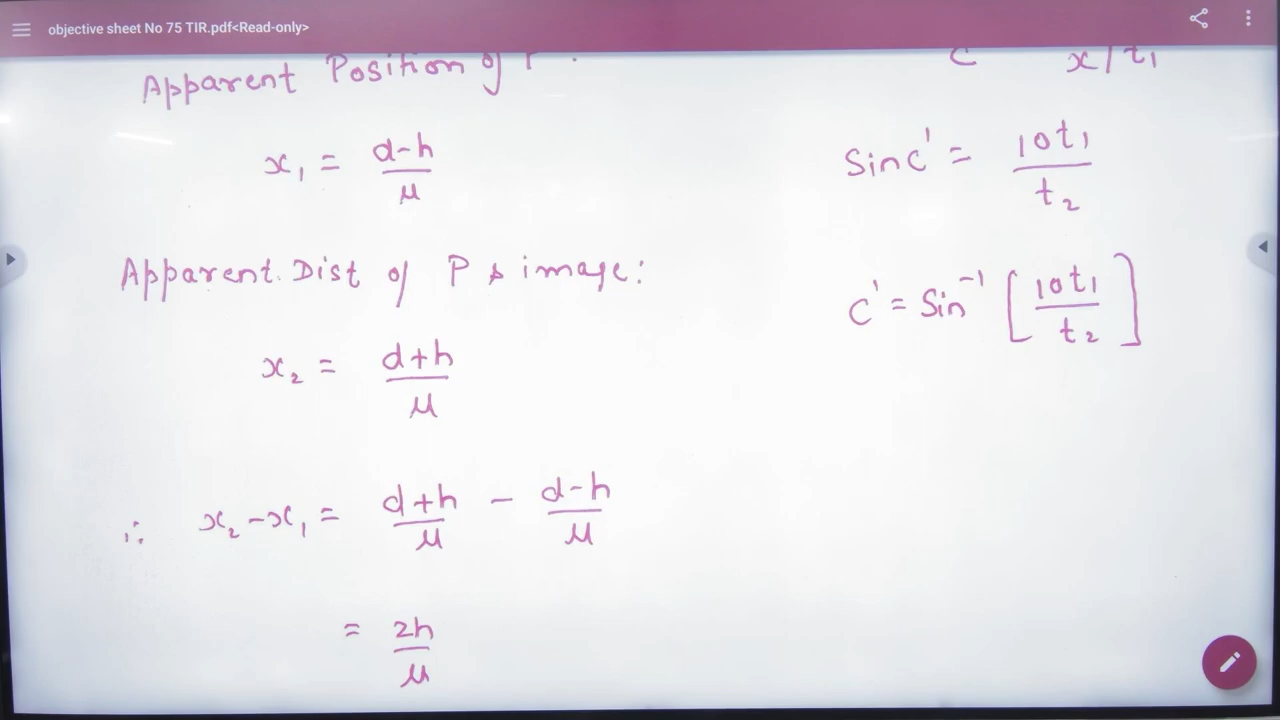 objective sheet No 75 TIR.pdf<Read-only>
Apparent Position of
x₁ = (d-h)/μ
Apparent. Dist of P & image:
x₂ = (d+h)/μ
∴ x₂ - x₁ = (d+h)/μ - (d-h)/μ
= 2h/μ
C x/t₁
Sin c' = 10t₁/t₂
c' = Sin⁻¹ [10t₁/t₂]